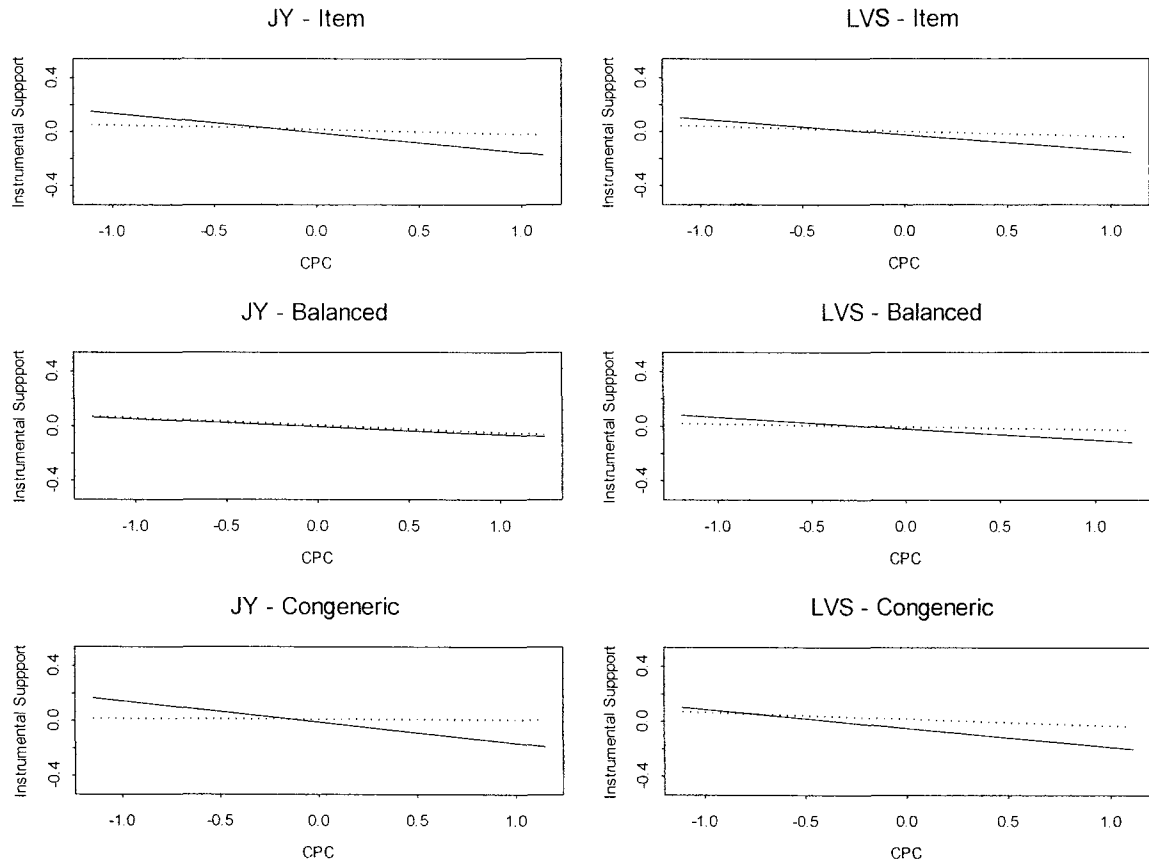 JY - Item
Instrumental Suppport
0.4
0.0
-0.4
-1.0 -0.5 0.0 0.5 1.0
CPC
LVS - Item
Instrumental Suppport
0.4
0.0
-0.4
-1.0 -0.5 0.0 0.5 1.0
CPC
JY - Balanced
Instrumental Suppport
0.4
0.0
-0.4
-1.0 -0.5 0.0 0.5 1.0
CPC
LVS - Balanced
Instrumental Suppport
0.4
0.0
-0.4
-1.0 -0.5 0.0 0.5 1.0
CPC
JY - Congeneric
Instrumental Suppport
0.4
0.0
-0.4
-1.0 -0.5 0.0 0.5 1.0
CPC
LVS - Congeneric
Instrumental Suppport
0.4
0.0
-0.4
-1.0 -0.5 0.0 0.5 1.0
CPC